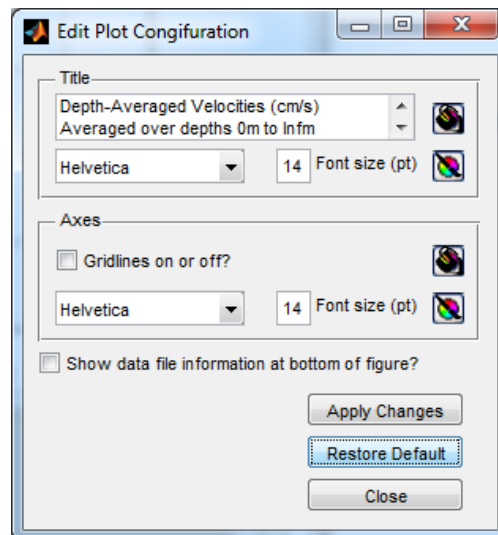 Edit Plot Congifuration
Title
Depth-Averaged Velocities (cm/s)
Averaged over depths 0m to Infm
Helvetica 14 Font size (pt)
Axes
Gridlines on or off?
Helvetica 14 Font size (pt)
Show data file information at bottom of figure?
Apply Changes
Restore Default
Close